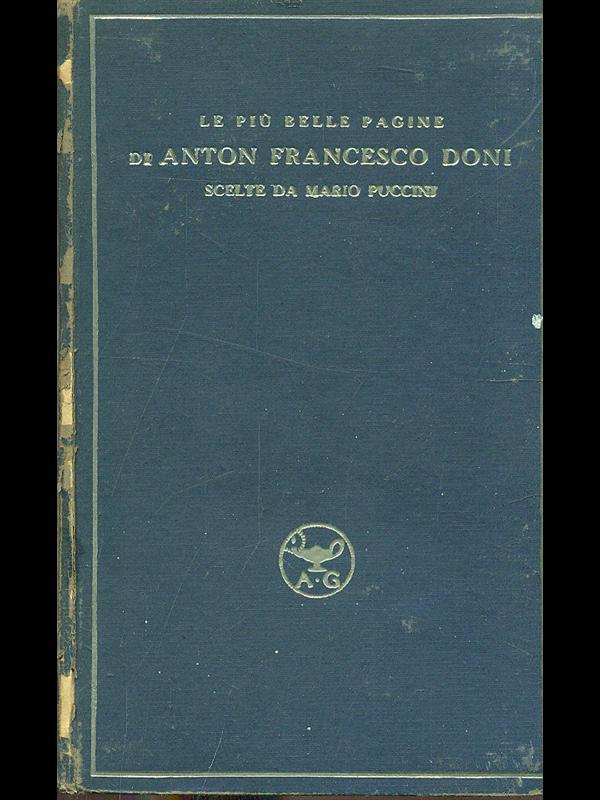 LE PIÙ BELLE PAGINE
DI ANTON FRANCESCO DONI
SCELTE DA MARIO PUCCINI
A·G